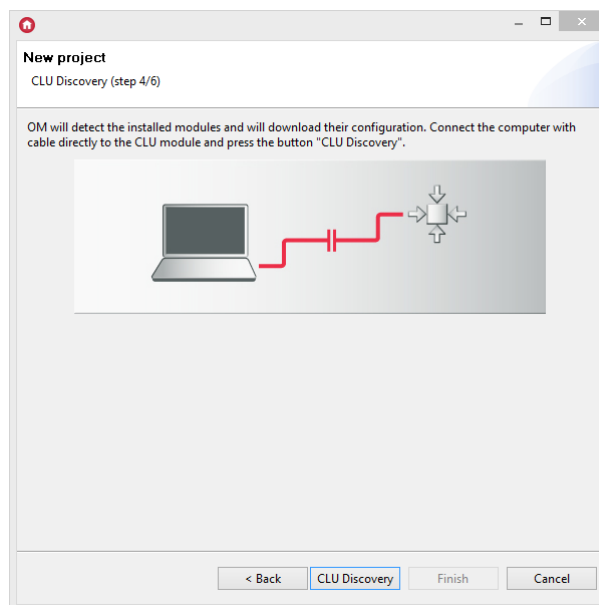 New project
CLU Discovery (step 4/6)
OM will detect the installed modules and will download their configuration. Connect the computer with
cable directly to the CLU module and press the button "CLU Discovery".
< Back
CLU Discovery
Finish
Cancel